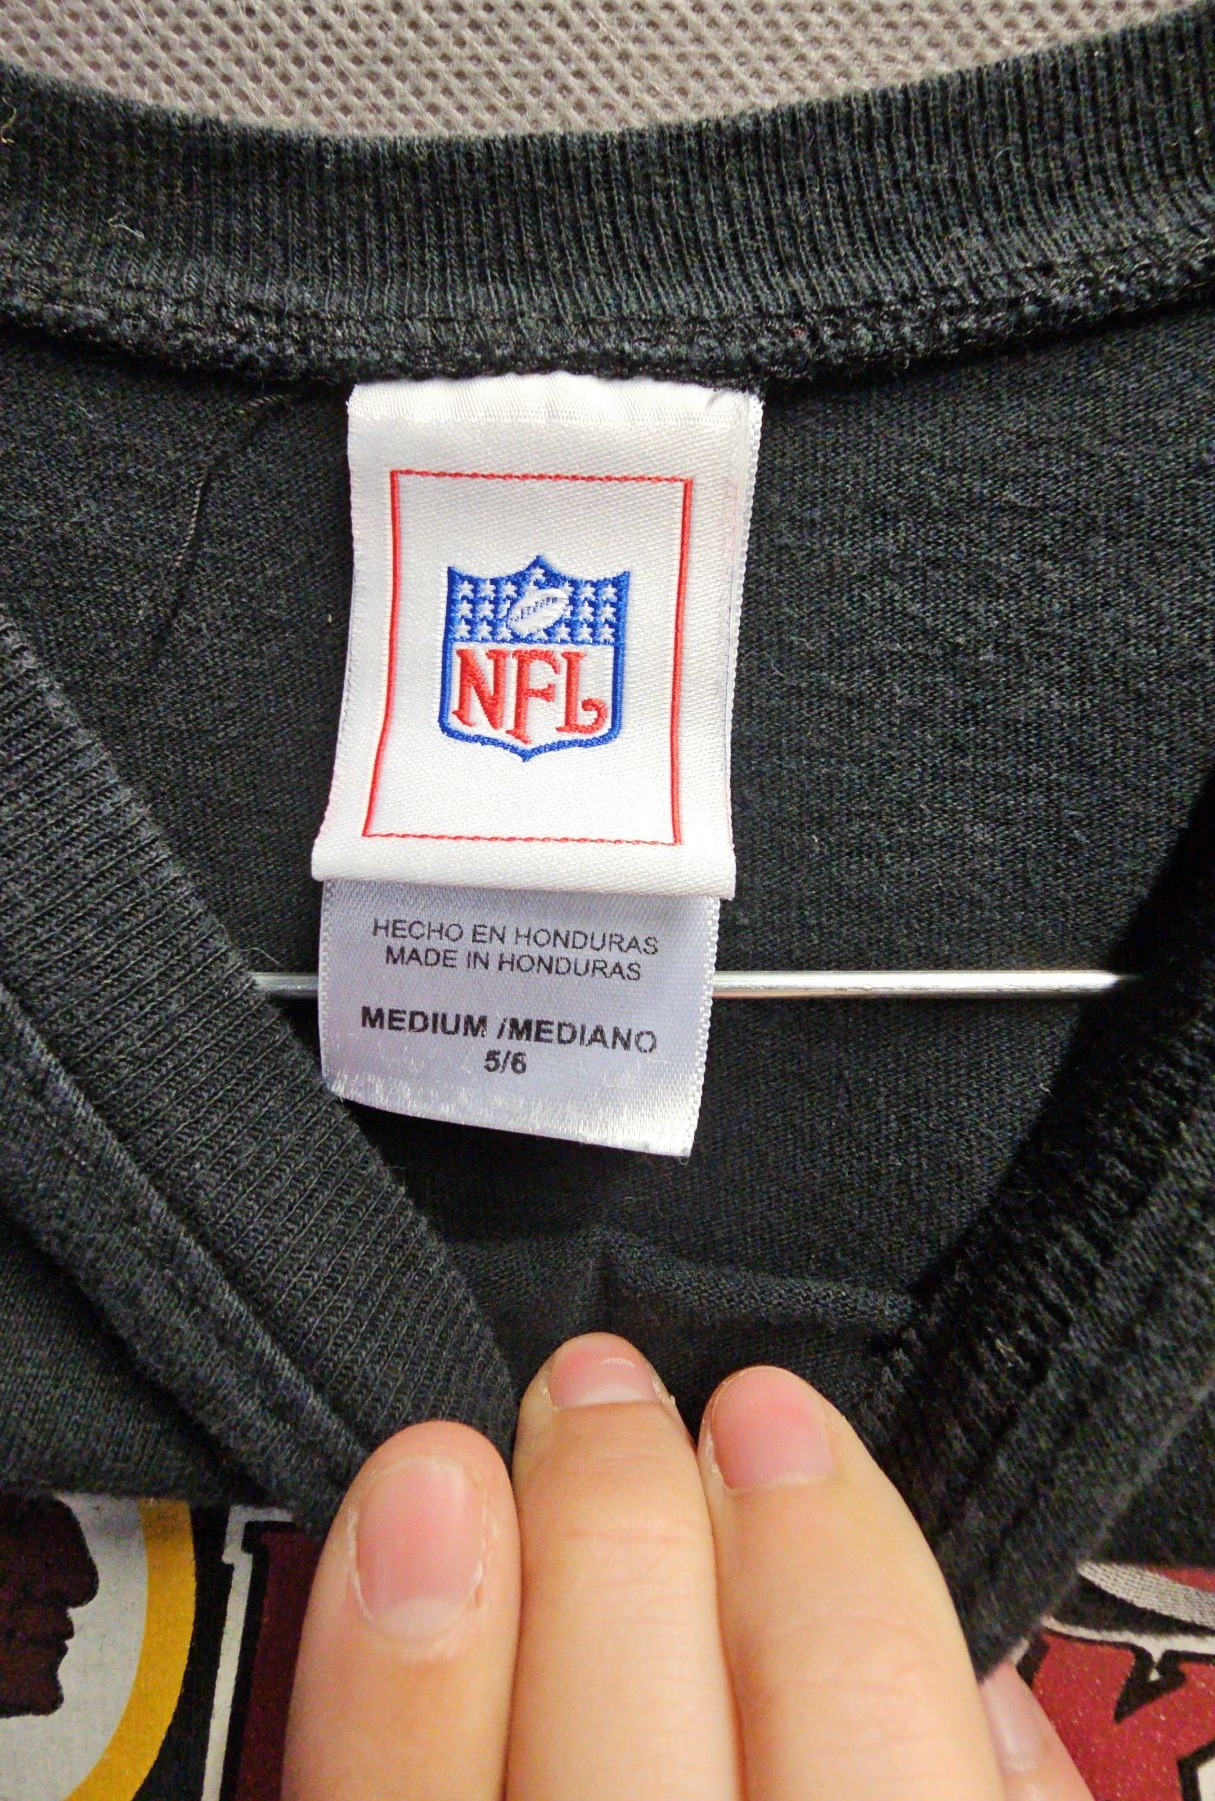 NFL
HECHO EN HONDURAS
MADE IN HONDURAS
MEDIUM /MEDIANO
5/6